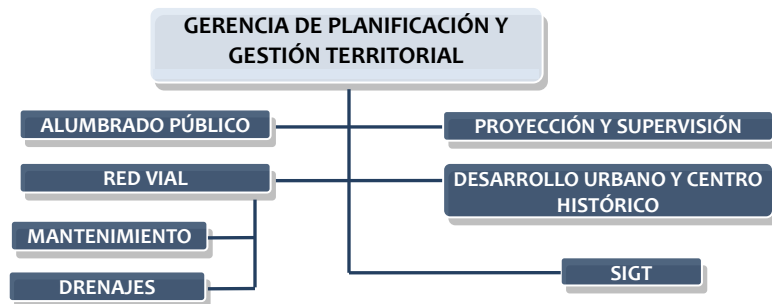 GERENCIA DE PLANIFICACIÓN Y
GESTIÓN TERRITORIAL
ALUMBRADO PÚBLICO
PROYECCIÓN Y SUPERVISIÓN
RED VIAL
DESARROLLO URBANO Y CENTRO
HISTÓRICO
MANTENIMIENTO
DRENAJES
SIGT